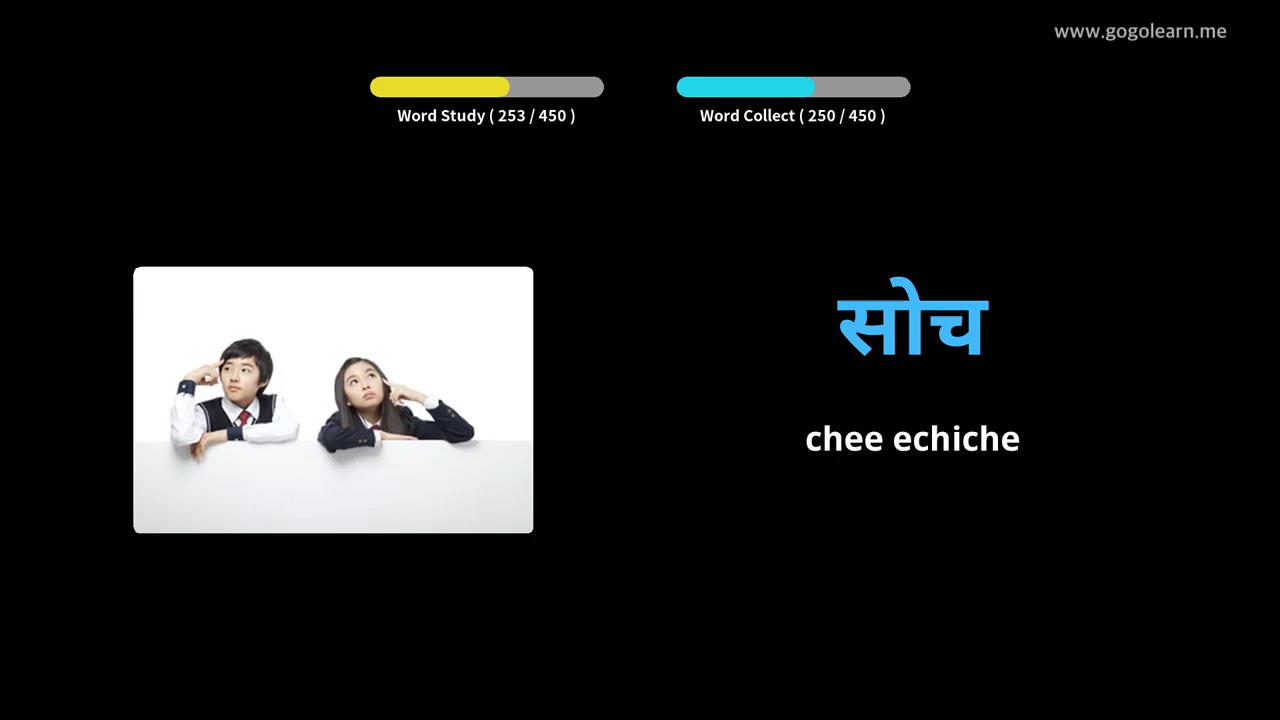 www.gogolearn.me
Word Study ( 253 / 450 )
Word Collect ( 250 / 450 )
सोच
chee echiche